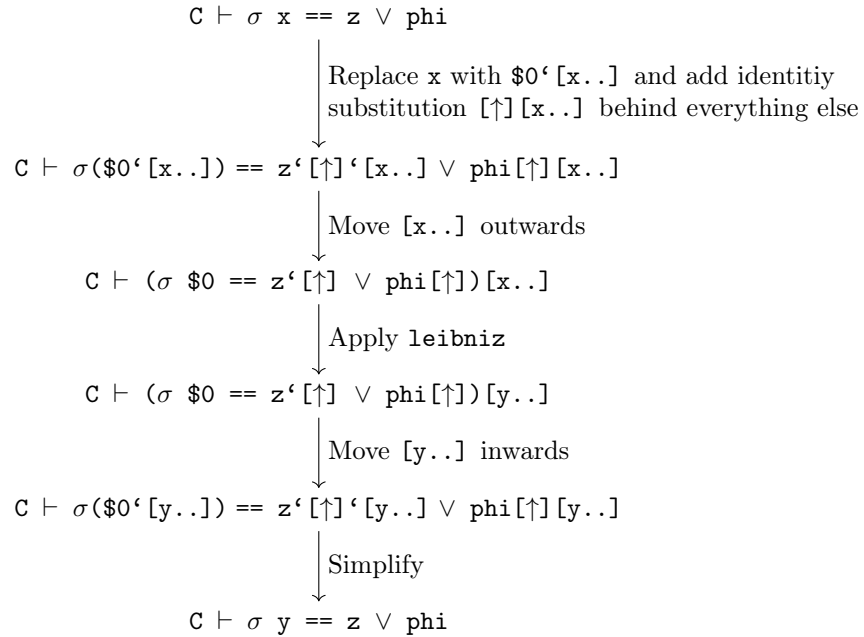 C ⊢ σ x == z ∨ phi
Replace x with $0‘[x..] and add identitiy
substitution [↑][x..] behind everything else
C ⊢ σ($0‘[x..]) == z‘[↑]‘[x..] ∨ phi[↑][x..]
Move [x..] outwards
C ⊢ (σ $0 == z‘[↑] ∨ phi[↑])[x..]
Apply leibniz
C ⊢ (σ $0 == z‘[↑] ∨ phi[↑])[y..]
Move [y..] inwards
C ⊢ σ($0‘[y..]) == z‘[↑]‘[y..] ∨ phi[↑][y..]
Simplify
C ⊢ σ y == z ∨ phi